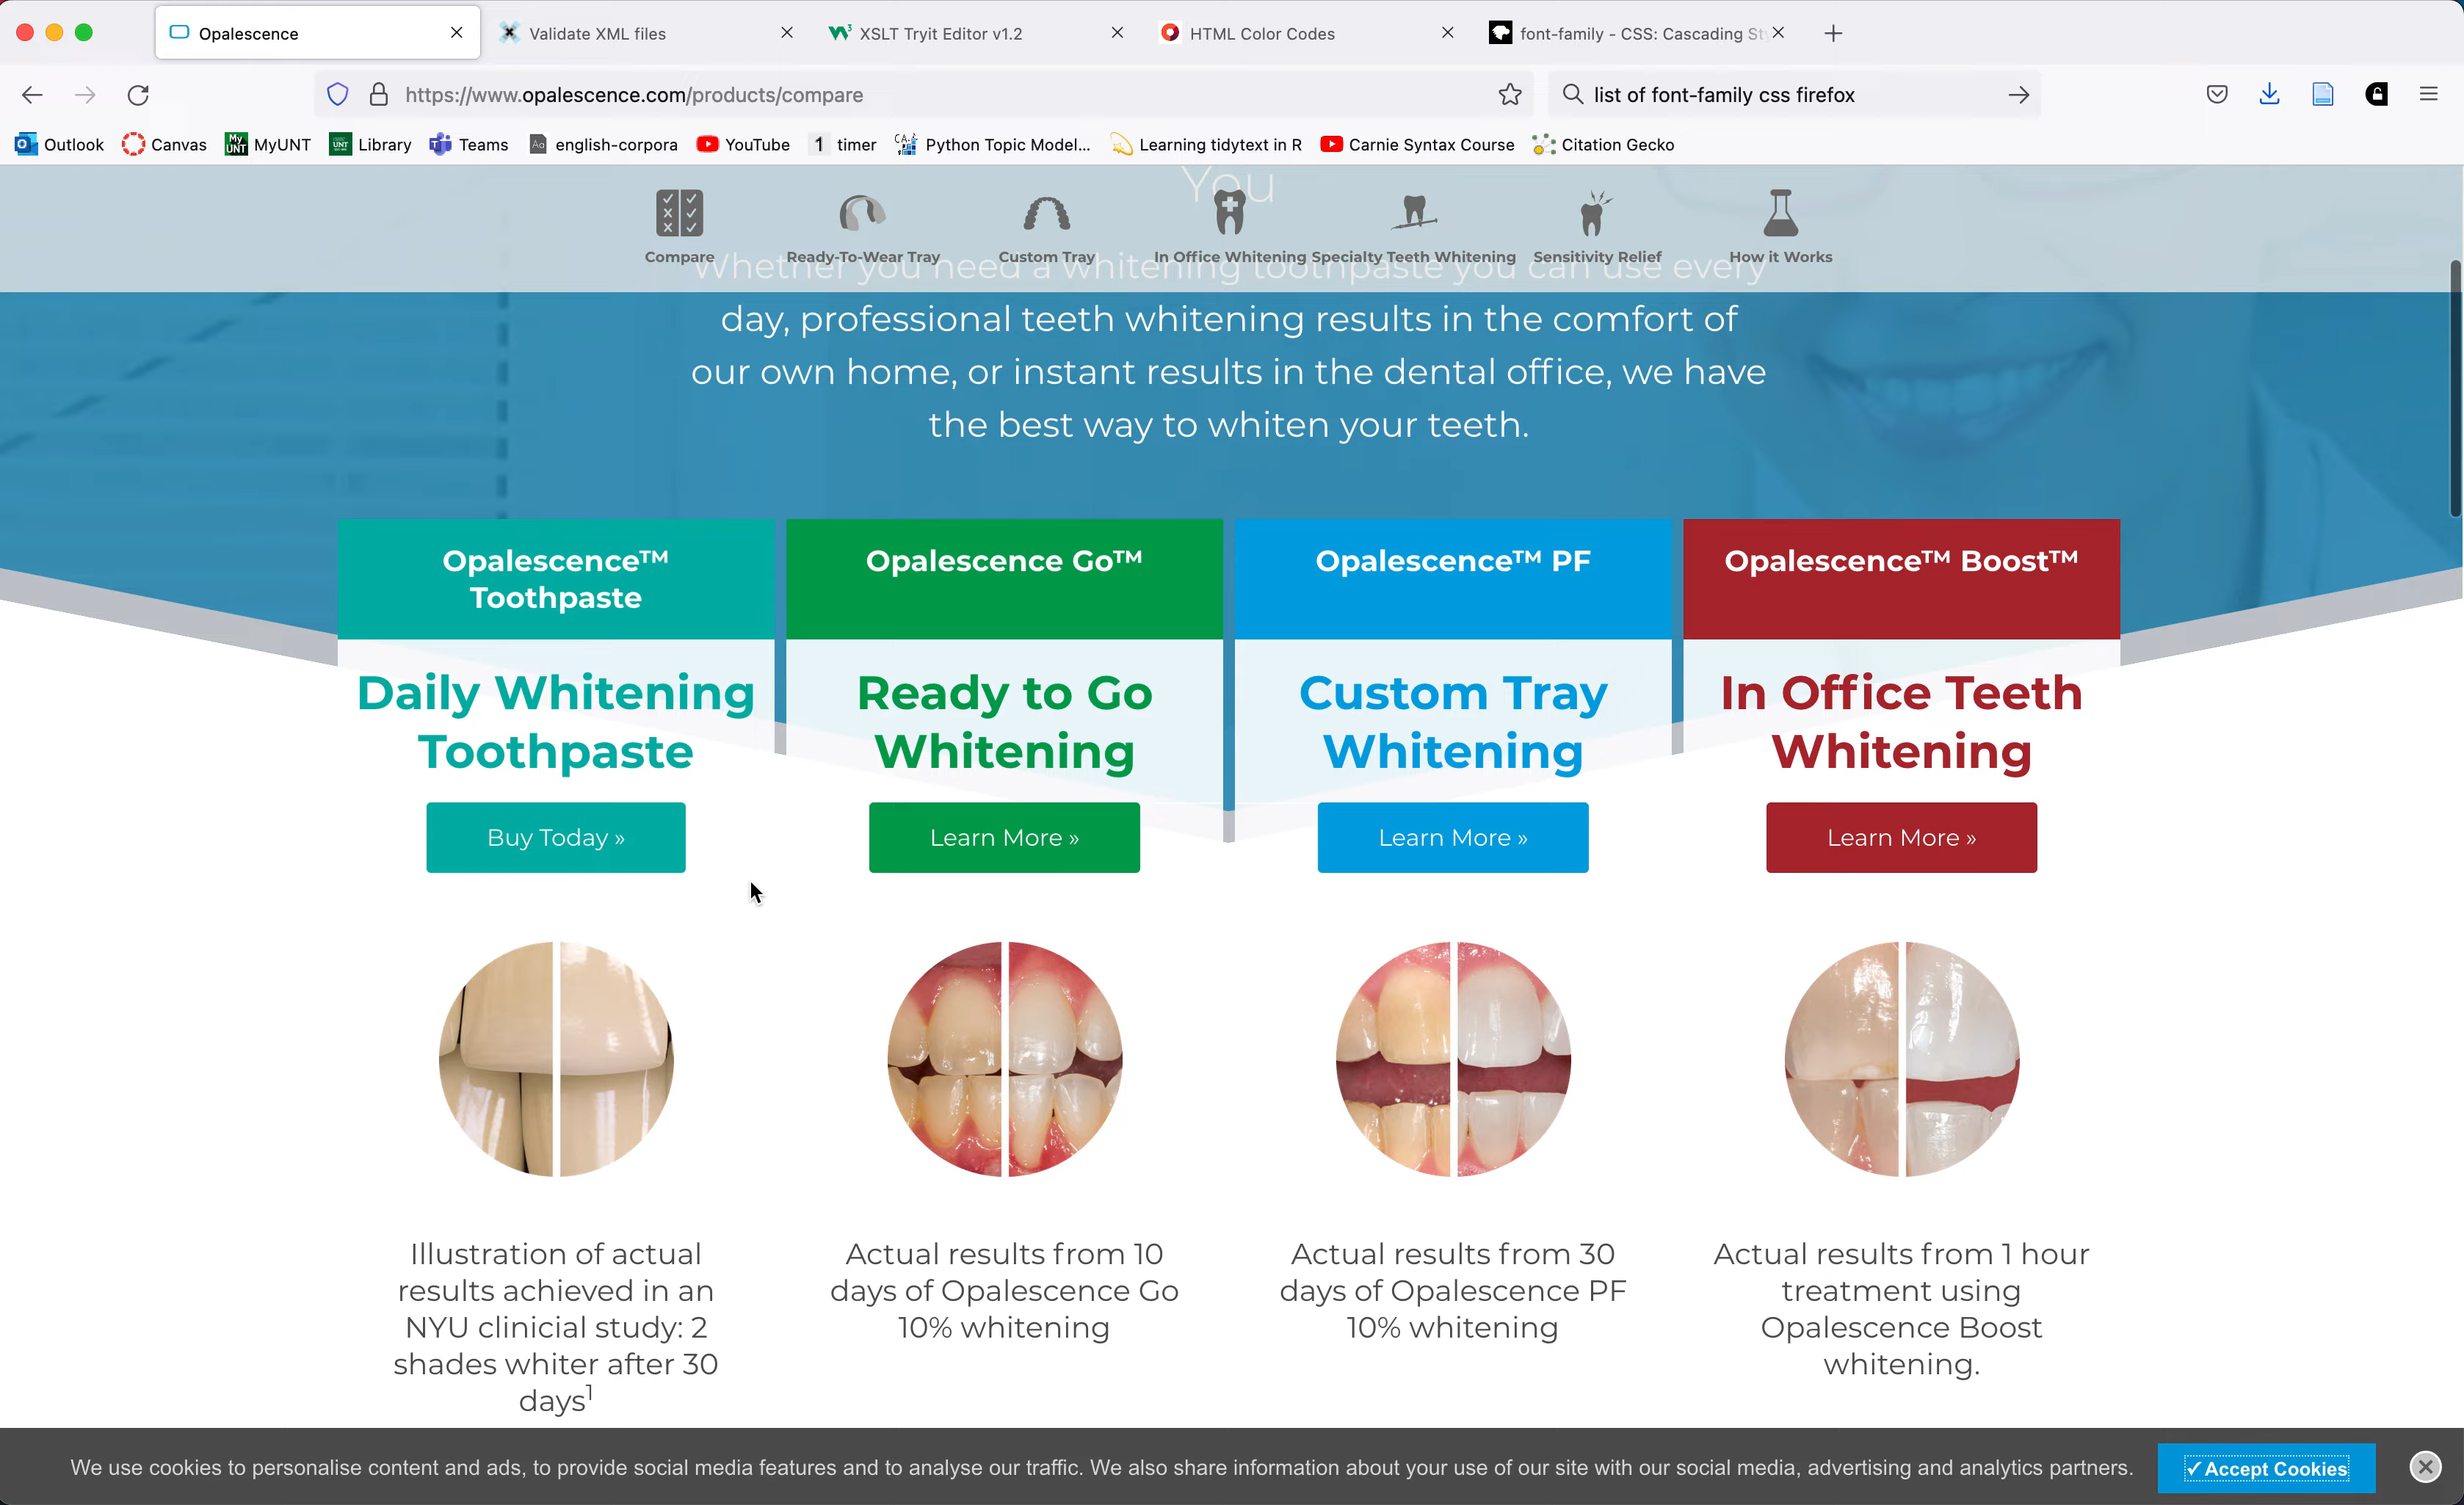 Opalescence
Validate XML files
XSLT Tryit Editor v1.2
HTML Color Codes
font-family - CSS: Cascading St
https://www.opalescence.com/products/compare
list of font-family css firefox
Outlook
Canvas
MyUNT
Library
Teams
english-corpora
YouTube
1 timer
Python Topic Model...
Learning tidytext in R
Carnie Syntax Course
Citation Gecko
You
Compare
Ready-To-Wear Tray
Custom Tray
In Office Whitening
Specialty Teeth Whitening
Sensitivity Relief
How it Works
Whether you need a whitening toothpaste you can use every
day, professional teeth whitening results in the comfort of
our own home, or instant results in the dental office, we have
the best way to whiten your teeth.
Opalescence™
Toothpaste
Daily Whitening
Toothpaste
Buy Today »
Illustration of actual
results achieved in an
NYU clinicial study: 2
shades whiter after 30
days¹
Opalescence Go™
Ready to Go
Whitening
Learn More »
Actual results from 10
days of Opalescence Go
10% whitening
Opalescence™ PF
Custom Tray
Whitening
Learn More »
Actual results from 30
days of Opalescence PF
10% whitening
Opalescence™ Boost™
In Office Teeth
Whitening
Learn More »
Actual results from 1 hour
treatment using
Opalescence Boost
whitening.
We use cookies to personalise content and ads, to provide social media features and to analyse our traffic. We also share information about your use of our site with our social media, advertising and analytics partners.
✓Accept Cookies